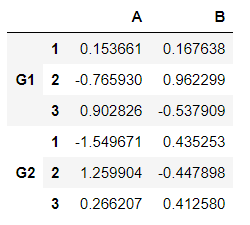 A B
1 0.153661 0.167638
G1 2 -0.765930 0.962299
3 0.902826 -0.537909
1 -1.549671 0.435253
G2 2 1.259904 -0.447898
3 0.266207 0.412580